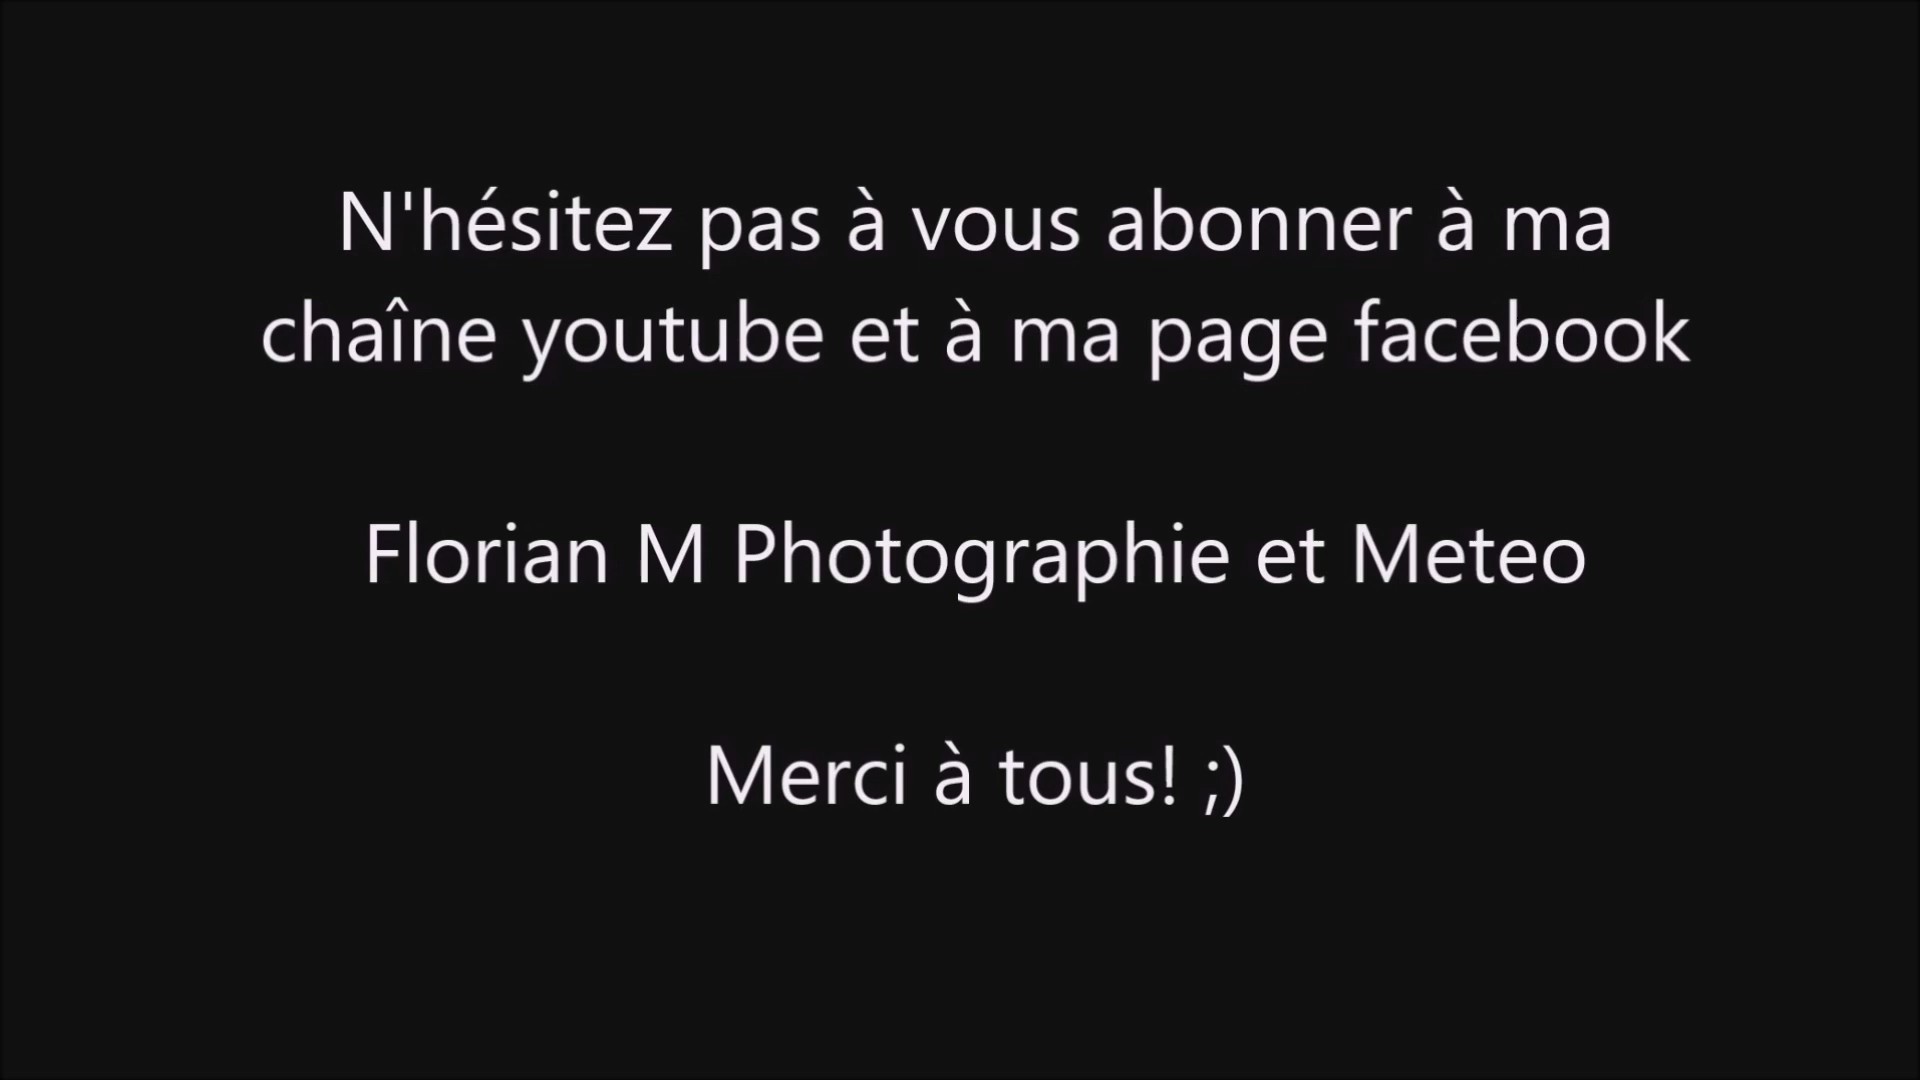 N'hésitez pas à vous abonner à ma
chaîne youtube et à ma page facebook
Florian M Photographie et Meteo
Merci à tous! ;)